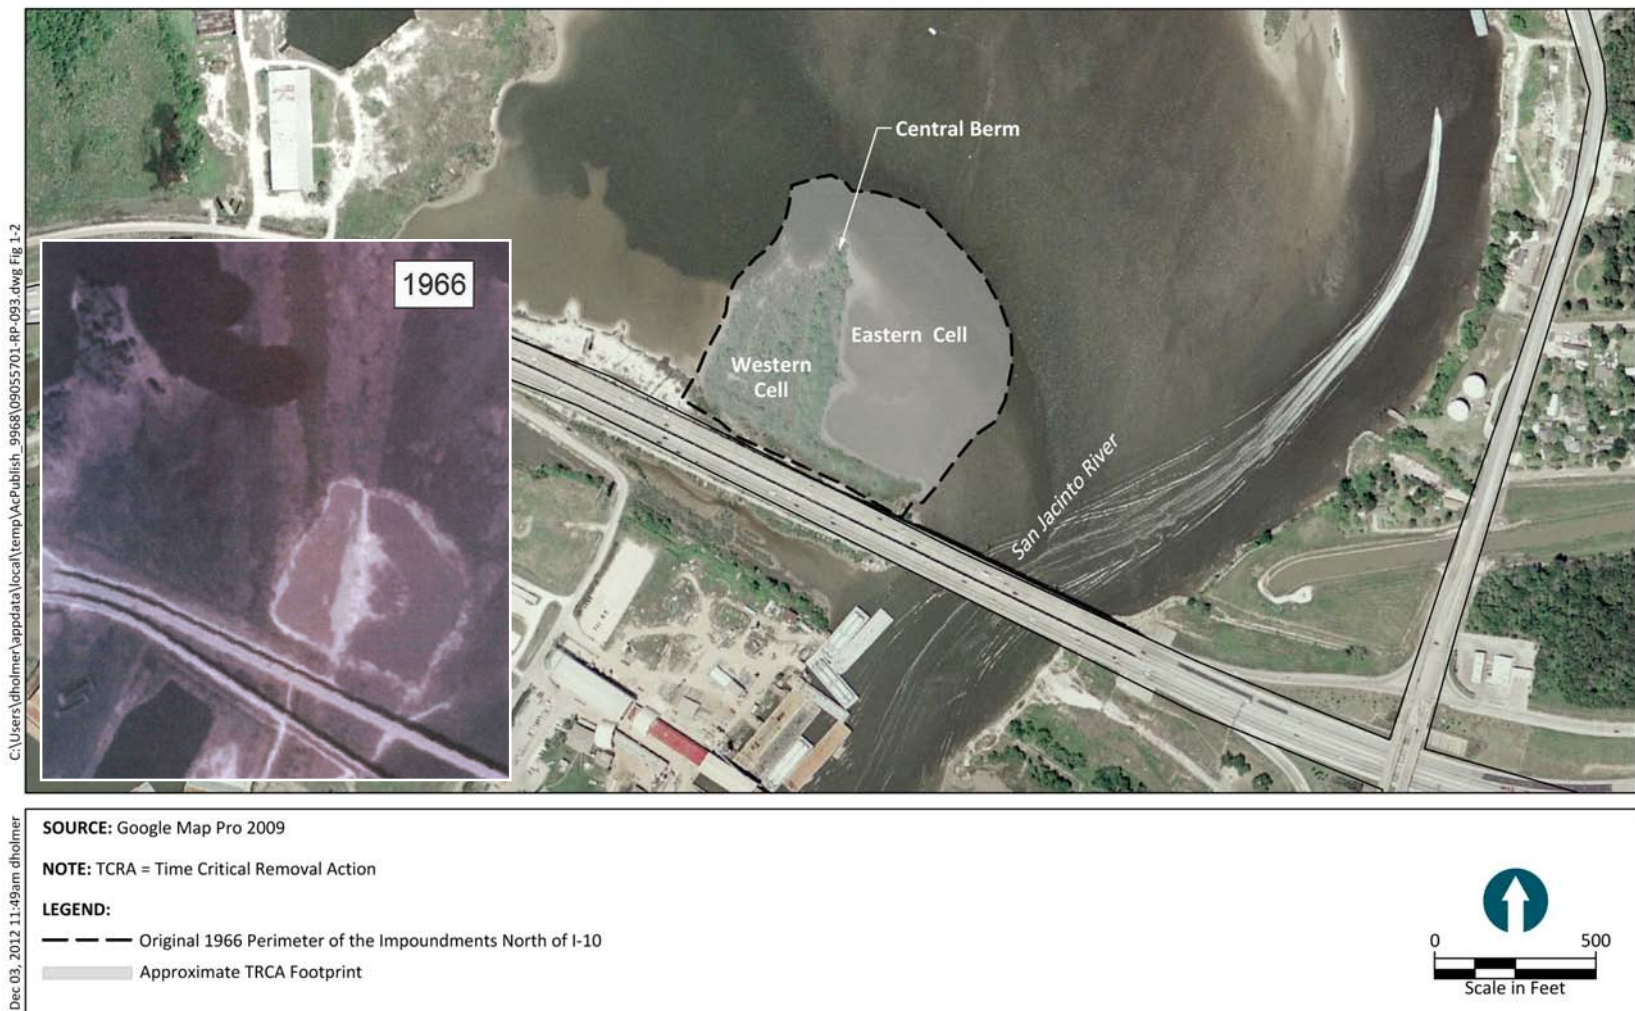 Central Berm
1966
Eastern Cell
Western
Cell
San Jacinto River
C:\Users\dholmer\appdata\local\temp\AcPublish_9968\09055701-RP-093.dwg Fig 1-2
Dec 03, 2012 11:49am dholmer
SOURCE: Google Map Pro 2009
NOTE: TCRA = Time Critical Removal Action
LEGEND:
Original 1966 Perimeter of the Impoundments North of I-10
Approximate TRCA Footprint
0 500
Scale in Feet